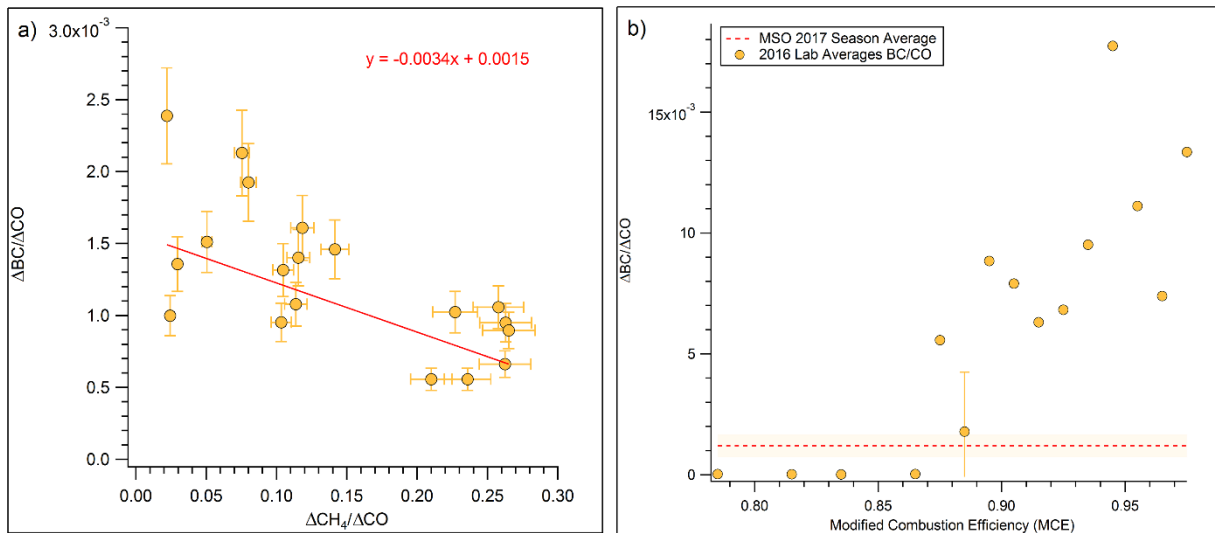 a)
3.0x10⁻³
2.5
2.0
1.5
1.0
0.5
0.0
ΔBC/ΔCO
y = -0.0034x + 0.0015
0.00 0.05 0.10 0.15 0.20 0.25 0.30
ΔCH₄/ΔCO
b)
MSO 2017 Season Average
2016 Lab Averages BC/CO
15x10⁻³
10
5
0
ΔBC/ΔCO
0.80 0.85 0.90 0.95
Modified Combustion Efficiency (MCE)